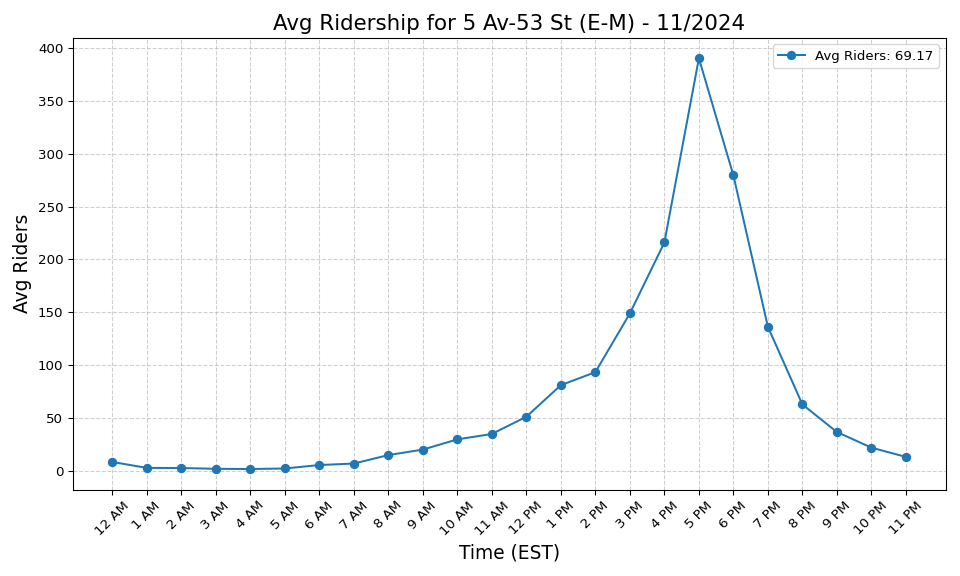 Avg Ridership for 5 Av-53 St (E-M) - 11/2024
Avg Riders: 69.17
400
350
300
250
200
150
100
50
0
Avg Riders
12 AM
1 AM
2 AM
3 AM
4 AM
5 AM
6 AM
7 AM
8 AM
9 AM
10 AM
11 AM
12 PM
1 PM
2 PM
3 PM
4 PM
5 PM
6 PM
7 PM
8 PM
9 PM
10 PM
11 PM
Time (EST)